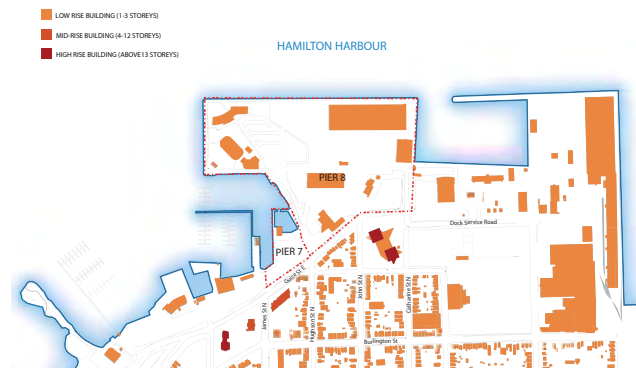 LOW RISE BUILDING (1-3 STOREYS)
MID-RISE BUILDING (4-12 STOREYS)
HIGH RISE BUILDING (ABOVE13 STOREYS)
HAMILTON HARBOUR
PIER 8
Dock Service Road
PIER 7
Guise St E
John St N
Catharine St N
James St N
Hughson St N
Burlington St